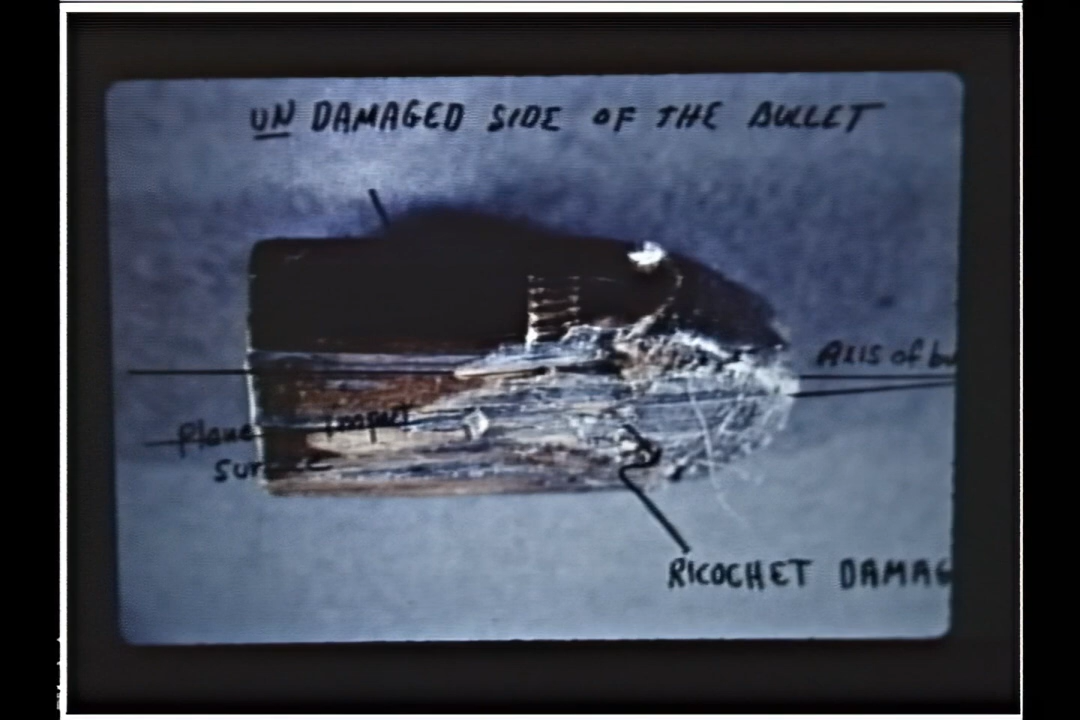 UN DAMAGED SIDE OF THE BULLET
Axis of
Plane impact
RICOCHET DAMAG